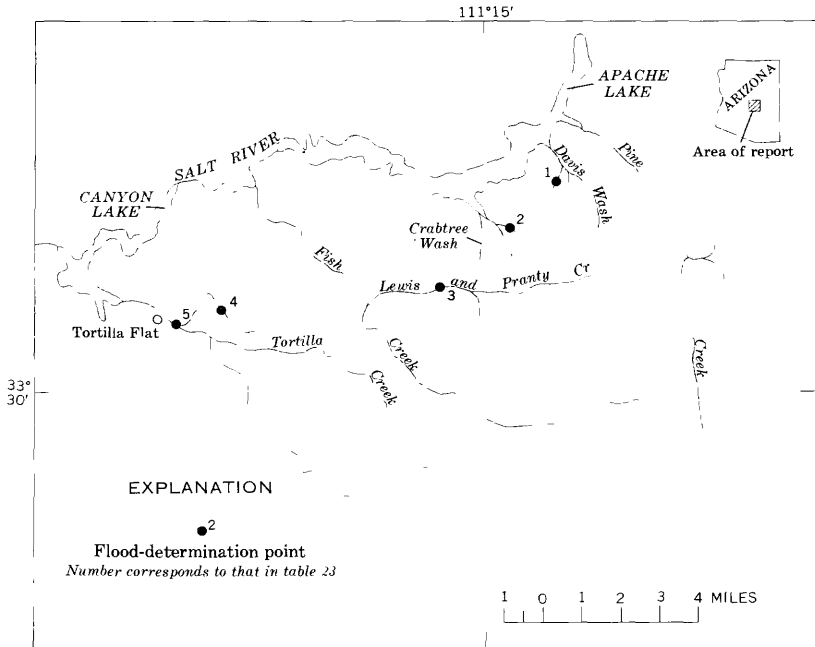 111°15'
APACHE
LAKE
ARIZONA
Area of report
SALT RIVER
Davis
Wash
Pine
Creek
1
CANYON
LAKE
2
Crabtree
Wash
Fish
Creek
Lewis and Pranty Cr
3
4
5
Tortilla Flat
Tortilla
Creek
33°
30'
EXPLANATION
2
Flood-determination point
Number corresponds to that in table 23
1 0 1 2 3 4 MILES